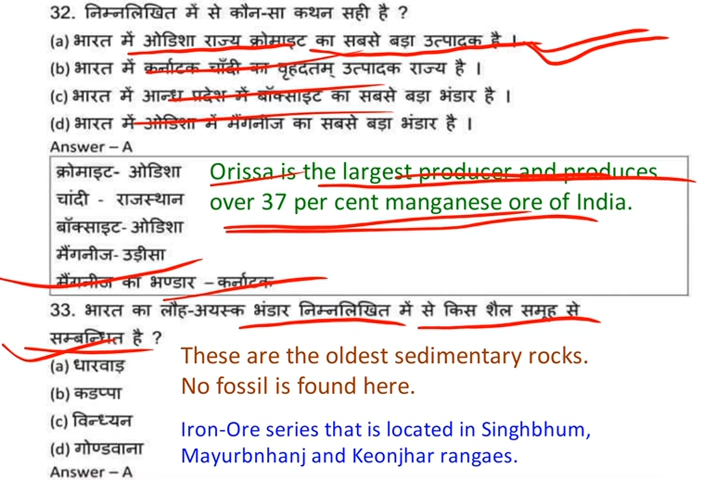 32. निम्नलिखित में से कौन-सा कथन सही है ?
(a) भारत में ओडिशा राज्य क्रोमाइट का सबसे बड़ा उत्पादक है ।
(b) भारत में कर्नाटक चाँदी का वृहदतम् उत्पादक राज्य है ।
(c) भारत में आन्ध्र प्रदेश में बॉक्साइट का सबसे बड़ा भंडार है ।
(d) भारत में ओडिशा में मैंगनीज का सबसे बड़ा भंडार है ।
Answer – A
क्रोमाइट- ओडिशा
चांदी - राजस्थान
बॉक्साइट- ओडिशा
मैंगनीज- उड़ीसा
मैंगनीज का भण्डार – कर्नाटक
Orissa is the largest producer and produces
over 37 per cent manganese ore of India.
33. भारत का लौह-अयस्क भंडार निम्नलिखित में से किस शैल समूह से
सम्बन्धित है ?
(a) धारवाड़
(b) कडप्पा
(c) विन्ध्यन
(d) गोण्डवाना
Answer – A
These are the oldest sedimentary rocks.
No fossil is found here.
Iron-Ore series that is located in Singhbhum,
Mayurbnhanj and Keonjhar rangaes.